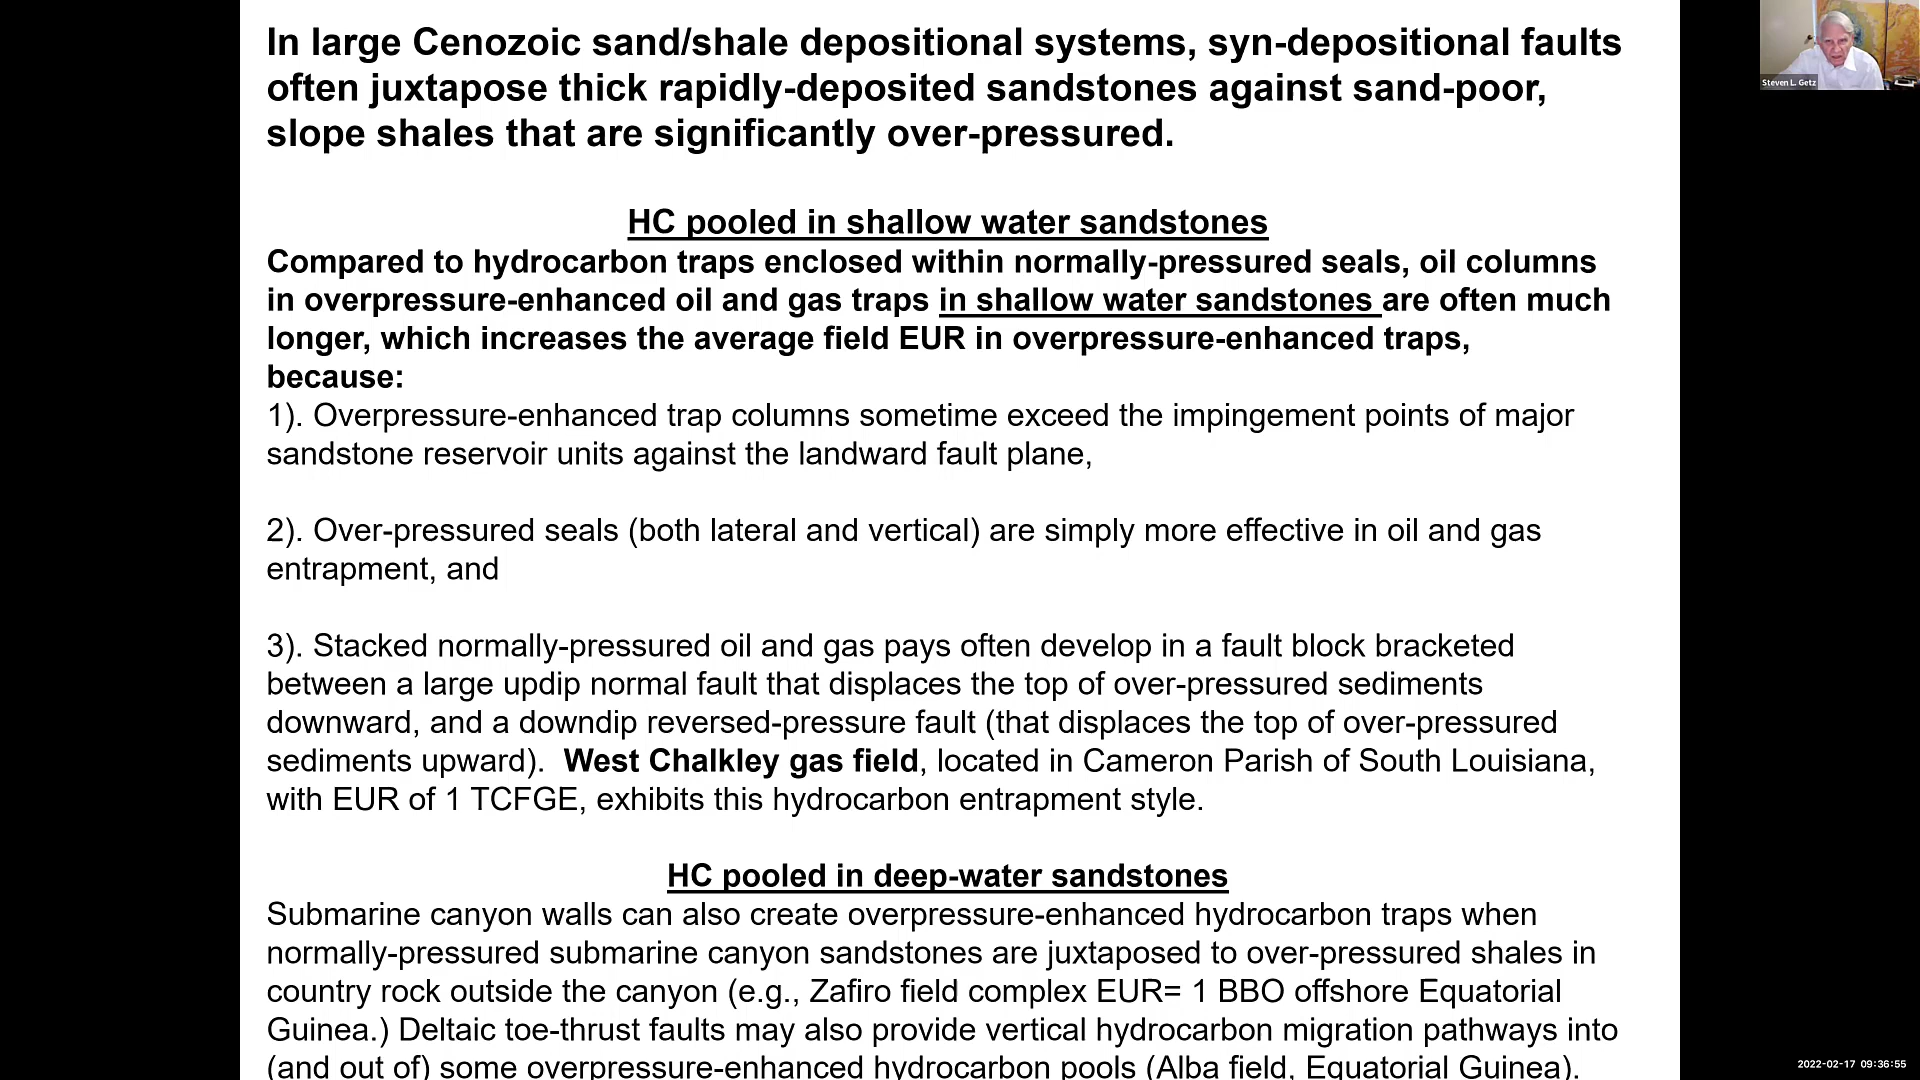 In large Cenozoic sand/shale depositional systems, syn-depositional faults
often juxtapose thick rapidly-deposited sandstones against sand-poor,
slope shales that are significantly over-pressured.
HC pooled in shallow water sandstones
Compared to hydrocarbon traps enclosed within normally-pressured seals, oil columns
in overpressure-enhanced oil and gas traps in shallow water sandstones are often much
longer, which increases the average field EUR in overpressure-enhanced traps,
because:
1). Overpressure-enhanced trap columns sometime exceed the impingement points of major
sandstone reservoir units against the landward fault plane,
2). Over-pressured seals (both lateral and vertical) are simply more effective in oil and gas
entrapment, and
3). Stacked normally-pressured oil and gas pays often develop in a fault block bracketed
between a large updip normal fault that displaces the top of over-pressured sediments
downward, and a downdip reversed-pressure fault (that displaces the top of over-pressured
sediments upward). West Chalkley gas field, located in Cameron Parish of South Louisiana,
with EUR of 1 TCFGE, exhibits this hydrocarbon entrapment style.
HC pooled in deep-water sandstones
Submarine canyon walls can also create overpressure-enhanced hydrocarbon traps when
normally-pressured submarine canyon sandstones are juxtaposed to over-pressured shales in
country rock outside the canyon (e.g., Zafiro field complex EUR= 1 BBO offshore Equatorial
Guinea.) Deltaic toe-thrust faults may also provide vertical hydrocarbon migration pathways into
(and out of) some overpressure-enhanced hydrocarbon pools (Alba field, Equatorial Guinea).
Steven L. Getz
2022-02-17 09:36:55